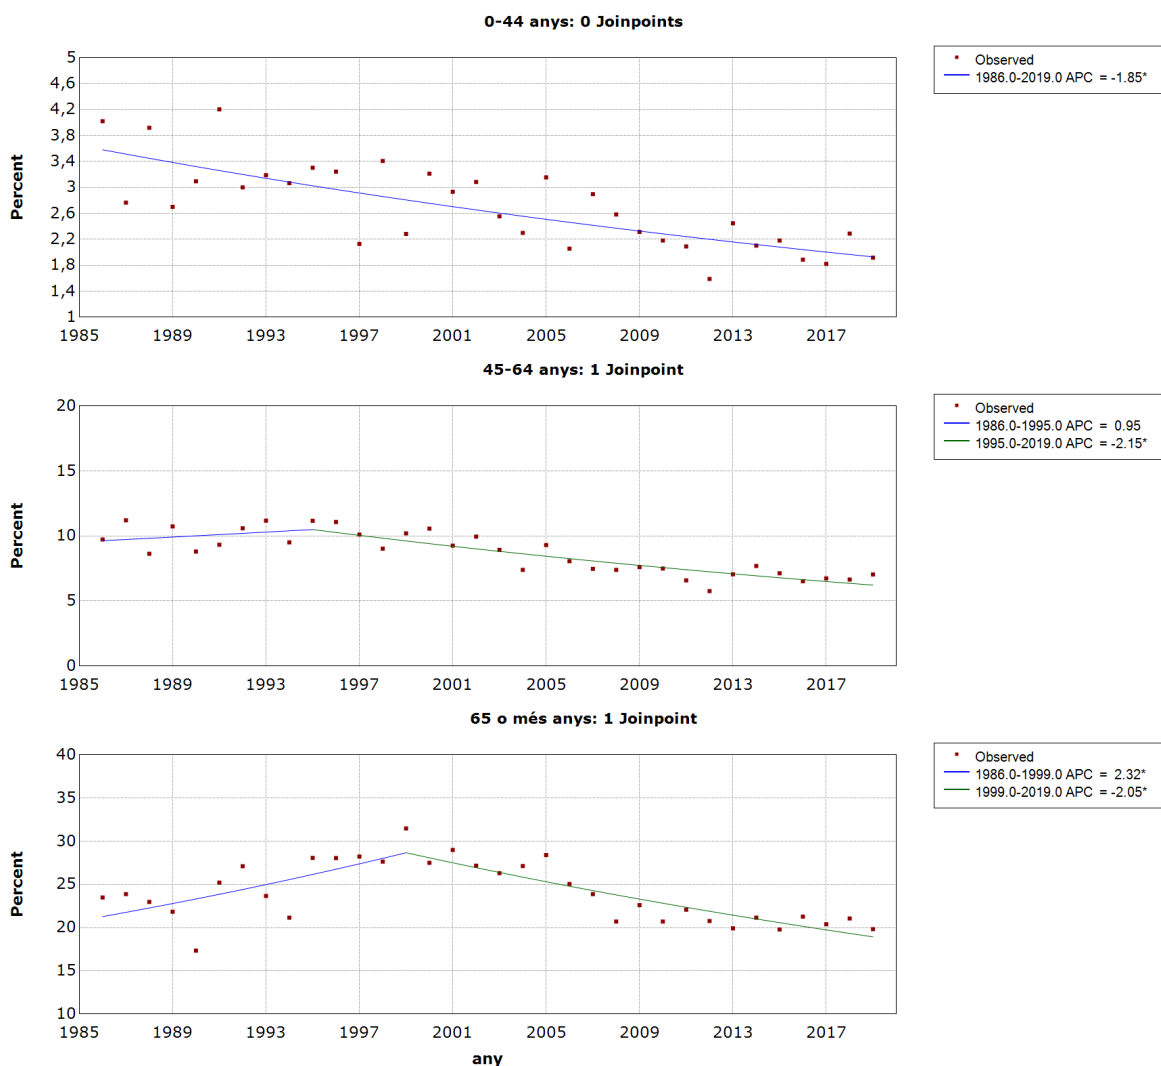 0-44 anys: 0 Joinpoints
Percent
5
4,6
4,2
3,8
3,4
3
2,6
2,2
1,8
1,4
1
1985 1989 1993 1997 2001 2005 2009 2013 2017
Observed
1986.0-2019.0 APC = -1.85*
45-64 anys: 1 Joinpoint
Percent
20
15
10
5
0
1985 1989 1993 1997 2001 2005 2009 2013 2017
Observed
1986.0-1995.0 APC = 0.95
1995.0-2019.0 APC = -2.15*
65 o més anys: 1 Joinpoint
Percent
40
35
30
25
20
15
10
1985 1989 1993 1997 2001 2005 2009 2013 2017
any
Observed
1986.0-1999.0 APC = 2.32*
1999.0-2019.0 APC = -2.05*